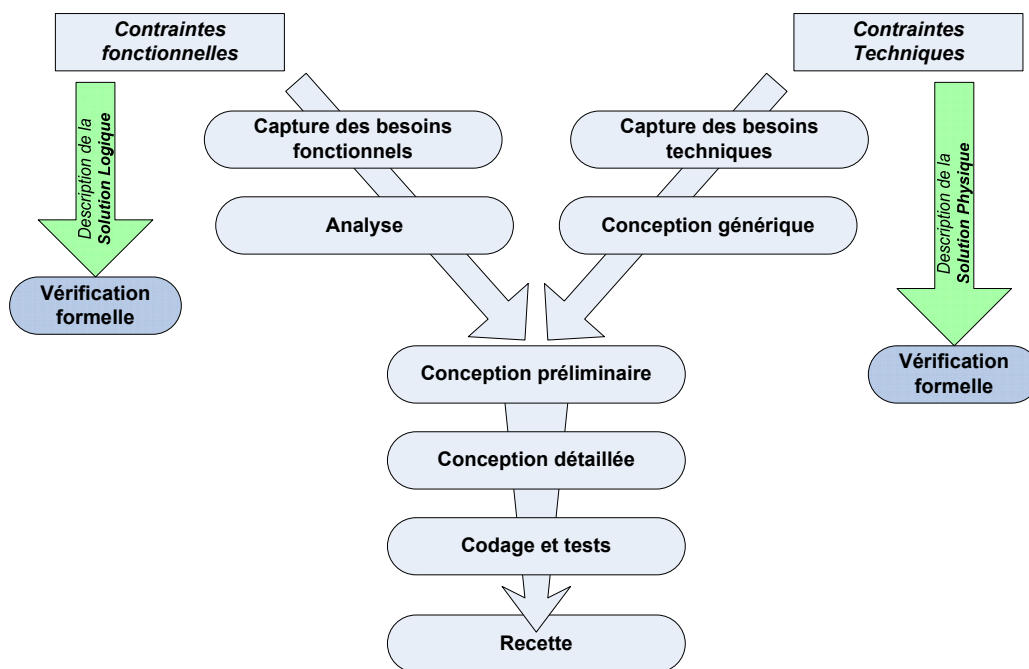 Contraintes
fonctionnelles
Contraintes
Techniques
Capture des besoins
fonctionnels
Capture des besoins
techniques
Description de la
Solution Logique
Description de la
Solution Physique
Analyse
Conception générique
Vérification
formelle
Conception préliminaire
Vérification
formelle
Conception détaillée
Codage et tests
Recette